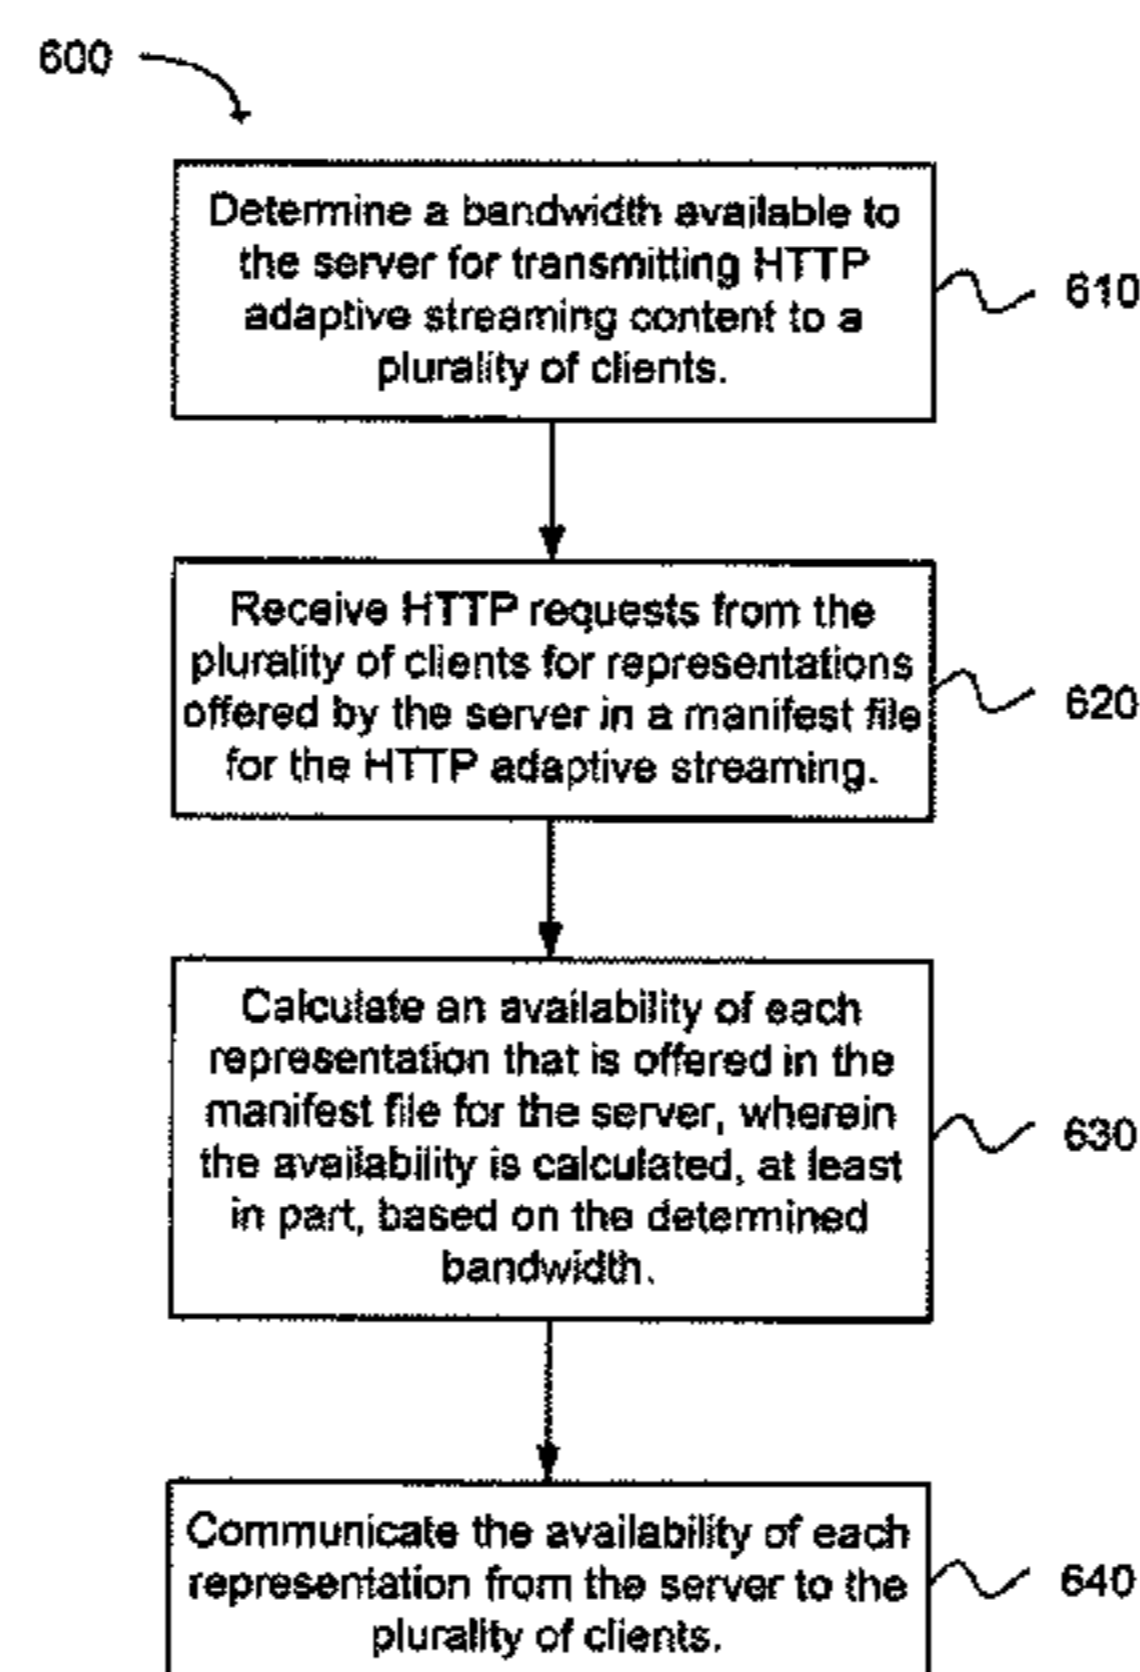 600
Determine a bandwidth available to
the server for transmitting HTTP
adaptive streaming content to a
plurality of clients.
610
Receive HTTP requests from the
plurality of clients for representations
offered by the server in a manifest file
for the HTTP adaptive streaming.
620
Calculate an availability of each
representation that is offered in the
manifest file for the server, wherein
the availability is calculated, at least
in part, based on the determined
bandwidth.
630
Communicate the availability of each
representation from the server to the
plurality of clients.
640